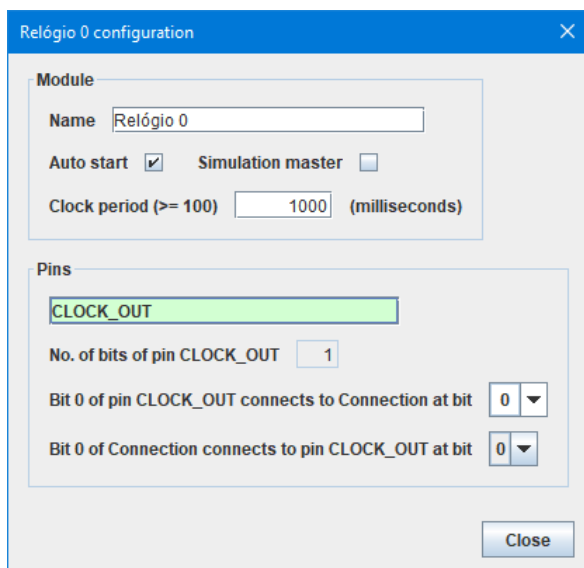 Relógio 0 configuration
Module
Name Relógio 0
Auto start Simulation master
Clock period (>= 100) 1000 (milliseconds)
Pins
CLOCK_OUT
No. of bits of pin CLOCK_OUT 1
Bit 0 of pin CLOCK_OUT connects to Connection at bit 0
Bit 0 of Connection connects to pin CLOCK_OUT at bit 0
Close